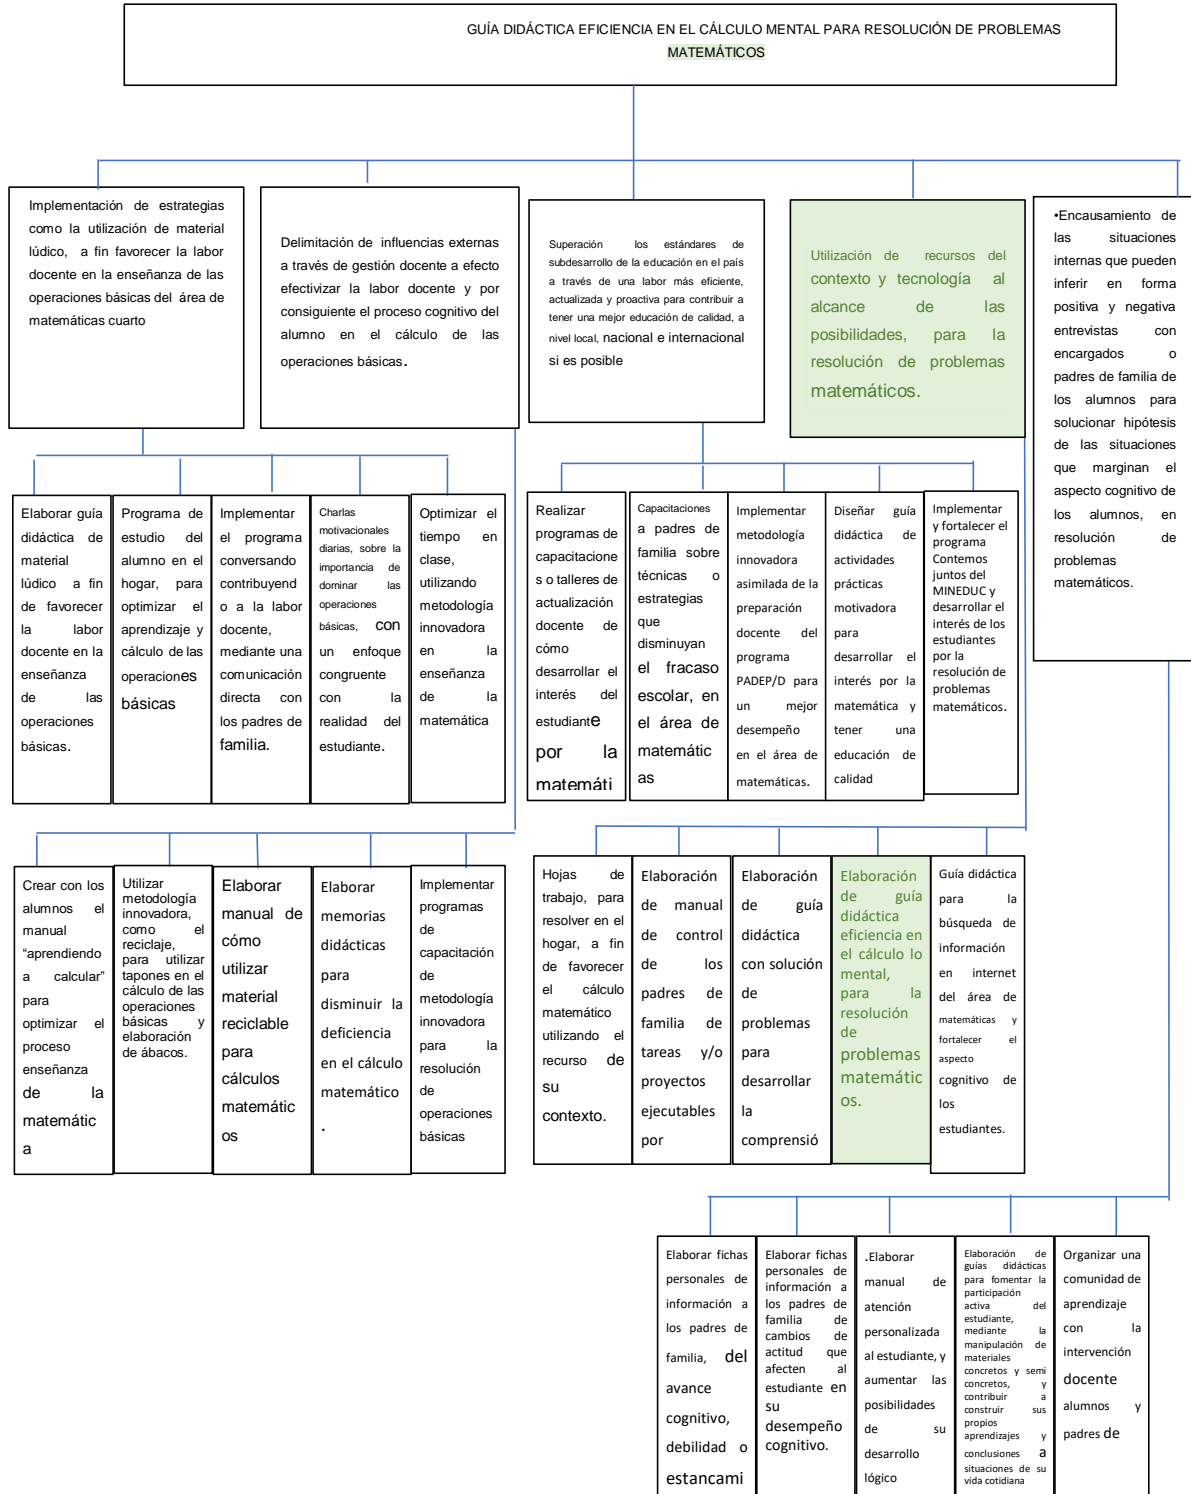 GUÍA DIDÁCTICA EFICIENCIA EN EL CÁLCULO MENTAL PARA RESOLUCIÓN DE PROBLEMAS
MATEMÁTICOS
Implementación de estrategias
como la utilización de material
lúdico, a fin favorecer la labor
docente en la enseñanza de las
operaciones básicas del área de
matemáticas cuarto
Delimitación de influencias externas
a través de gestión docente a efecto
efectivizar la labor docente y por
consiguiente el proceso cognitivo del
alumno en el cálculo de las
operaciones básicas.
Superación los estándares de
subdesarrollo de la educación en el país
a través de una labor más eficiente,
actualizada y proactiva para contribuir a
tener una mejor educación de calidad, a
nivel local, nacional e internacional
si es posible
Utilización de recursos del
contexto y tecnología al
alcance de las
posibilidades, para la
resolución de problemas
matemáticos.
•Encausamiento de
las situaciones
internas que pueden
inferir en forma
positiva y negativa
entrevistas con
encargados o
padres de familia de
los alumnos para
solucionar hipótesis
de las situaciones
que marginan el
aspecto cognitivo de
los alumnos, en
resolución de
problemas
matemáticos.
Elaborar guía
didáctica de
material
lúdico a fin
de favorecer
la labor
docente en la
enseñanza
de las
operaciones
básicas.
Programa de
estudio del
alumno en el
hogar, para
optimizar el
aprendizaje y
cálculo de las
operaciones
básicas
Implementar
el programa
conversando
contribuyend
o a la labor
docente,
mediante una
comunicación
directa con
los padres de
familia.
Charlas
motivacionales
diarias, sobre la
importancia de
dominar las
operaciones
básicas, con
un enfoque
congruente
con la
realidad del
estudiante.
Optimizar el
tiempo en
clase,
utilizando
metodología
innovadora
en la
enseñanza
de la
matemática
Realizar
programas de
capacitacione
s o talleres de
actualización
docente de
cómo
desarrollar el
interés del
estudiante
por la
matemáti
Capacitaciones
a padres de
familia sobre
técnicas o
estrategias
que
disminuyan
el fracaso
escolar, en
el área de
matemátic
as
Implementar
metodología
innovadora
asimilada de la
preparación
docente del
programa
PADEP/D para
un mejor
desempeño
en el área de
matemáticas.
Diseñar guía
didáctica de
actividades
prácticas
motivadora
para
desarrollar el
interés por la
matemática y
tener una
educación de
calidad
Implementar
y fortalecer el
programa
Contemos
juntos del
MINEDUC y
desarrollar el
interés de los
estudiantes
por la
resolución de
problemas
matemáticos.
Crear con los
alumnos el
manual
“aprendiendo
a calcular”
para
optimizar el
proceso
enseñanza
de la
matemátic
a
Utilizar
metodología
innovadora,
como el
reciclaje,
para utilizar
tapones en el
cálculo de las
operaciones
básicas y
elaboración
de ábacos.
Elaborar
manual de
cómo
utilizar
material
reciclable
para
cálculos
matemátic
os
Elaborar
memorias
didácticas
para
disminuir la
deficiencia
en el cálculo
matemático
.
Implementar
programas
de
capacitación
de
metodología
innovadora
para la
resolución
de
operaciones
básicas
Hojas de
trabajo, para
resolver en el
hogar, a fin
de favorecer
el cálculo
matemático
utilizando el
recurso de
su
contexto.
Elaboración
de manual
de control
de los
padres de
familia de
tareas y/o
proyectos
ejecutables
por
Elaboración
de guía
didáctica
con solución
de
problemas
para
desarrollar
la
comprensió
Elaboración
de guía
didáctica
eficiencia en
el cálculo lo
mental,
para la
resolución
de
problemas
matemátic
os.
Guía didáctica
para la
búsqueda de
información
en internet
del área de
matemáticas y
fortalecer el
aspecto
cognitivo de
los
estudiantes.
Elaborar fichas
personales de
información a
los padres de
familia, del
avance
cognitivo,
debilidad o
estancami
Elaborar fichas
personales de
información a
los padres de
familia de
cambios de
actitud que
afecten al
estudiante en
su
desempeño
cognitivo.
.Elaborar
manual de
atención
personalizada
al estudiante, y
aumentar las
posibilidades
de su
desarrollo
lógico
Elaboración de
guías didácticas
para fomentar la
participación
activa del
estudiante,
mediante la
manipulación de
materiales
concretos y semi
concretos, y
contribuir a
construir sus
propios
aprendizajes y
conclusiones a
situaciones de su
vida cotidiana
Organizar una
comunidad de
aprendizaje
con la
intervención
docente
alumnos y
padres de